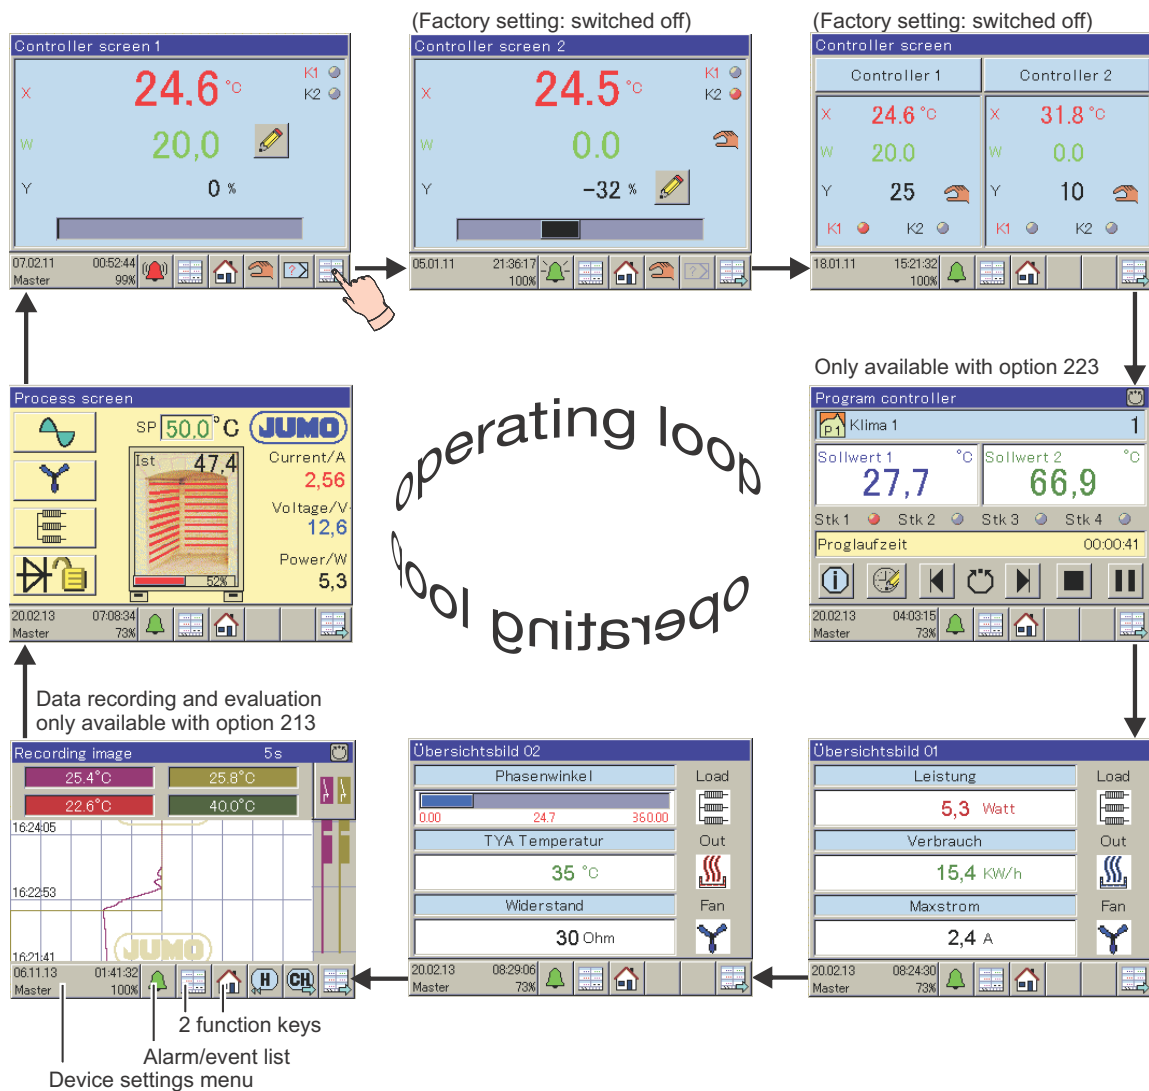 (Factory setting: switched off)
(Factory setting: switched off)
Controller screen 1
X 24.6 °C K1
K2
W 20,0
Y 0 %
07.02.11 00:52:44
Master 99%
Controller screen 2
X 24.5 °C K1
K2
W 0.0
Y -32 %
05.01.11 21:36:17
100%
Controller screen
Controller 1 Controller 2
X 24.6 °C X 31.8 °C
W 20.0 W 0.0
Y 25 Y 10
K1 K2 K1 K2
18.01.11 15:21:32
100%
Only available with option 223
Program controller
P1 Klima 1 1
Sollwert 1 °C Sollwert 2 °C
27,7 66,9
Stk 1 Stk 2 Stk 3 Stk 4
Proglaufzeit 00:00:41
20.02.13 04:03:15
Master 73%
Process screen
SP 50,0 °C JUMO
Ist 47,4
Current/A
2,56
Voltage/V
12,6
Power/W
5,3
52%
20.02.13 07:08:34
Master 73%
operating loop
operating loop
Data recording and evaluation
only available with option 213
Recording image 5s
25.4°C 25.8°C
22.6°C 40.0°C
16:24:05
16:22:53
JUMO
16:21:41
06.11.13 01:41:32
Master 100%
H CH
2 function keys
Alarm/event list
Device settings menu
Übersichtsbild 02
Phasenwinkel Load
0.00 24.7 360.00
TYA Temperatur Out
35 °C
Widerstand Fan
30 Ohm
20.02.13 08:29:06
Master 73%
Übersichtsbild 01
Leistung Load
5,3 Watt
Verbrauch Out
15,4 KW/h
Maxstrom Fan
2,4 A
20.02.13 08:24:30
Master 73%